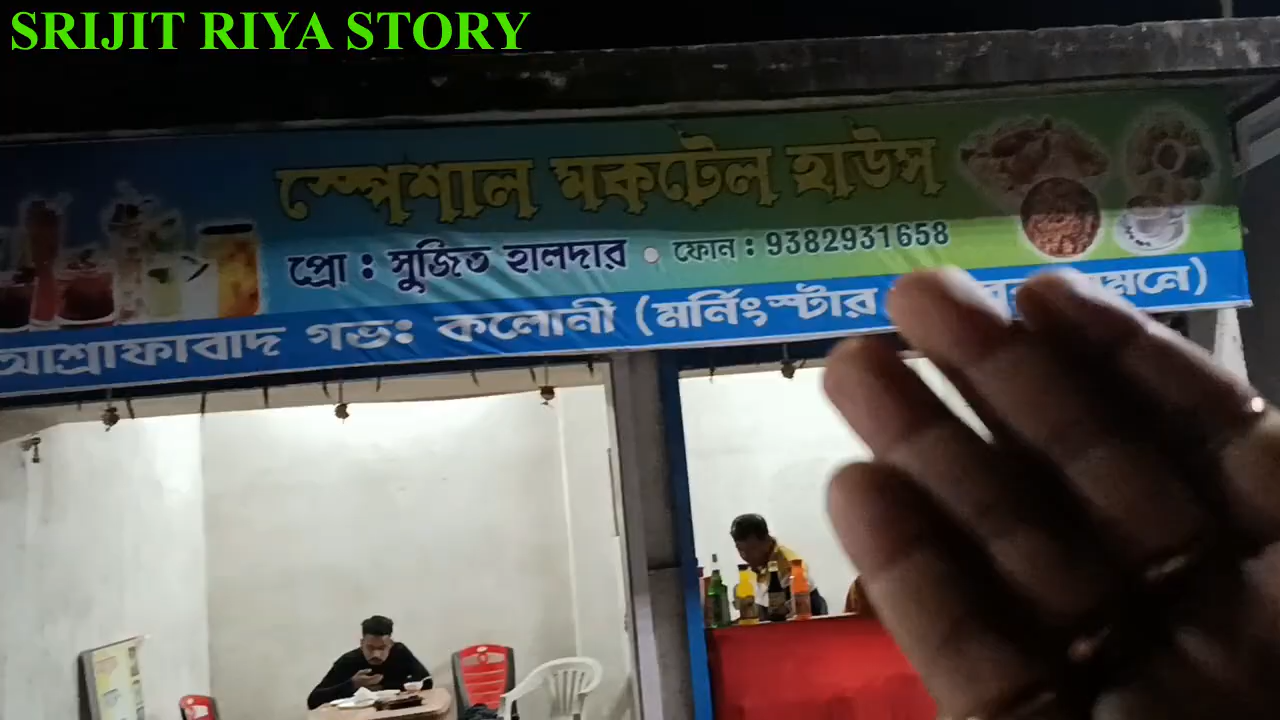 SRIJIT RIYA STORY
স্পেশাল মকটেল হাউস
প্রো : সুজিত হালদার ● ফোন : 9382931658
আশ্রাফাবাদ গভঃ কলোনী (মর্নিংস্টার